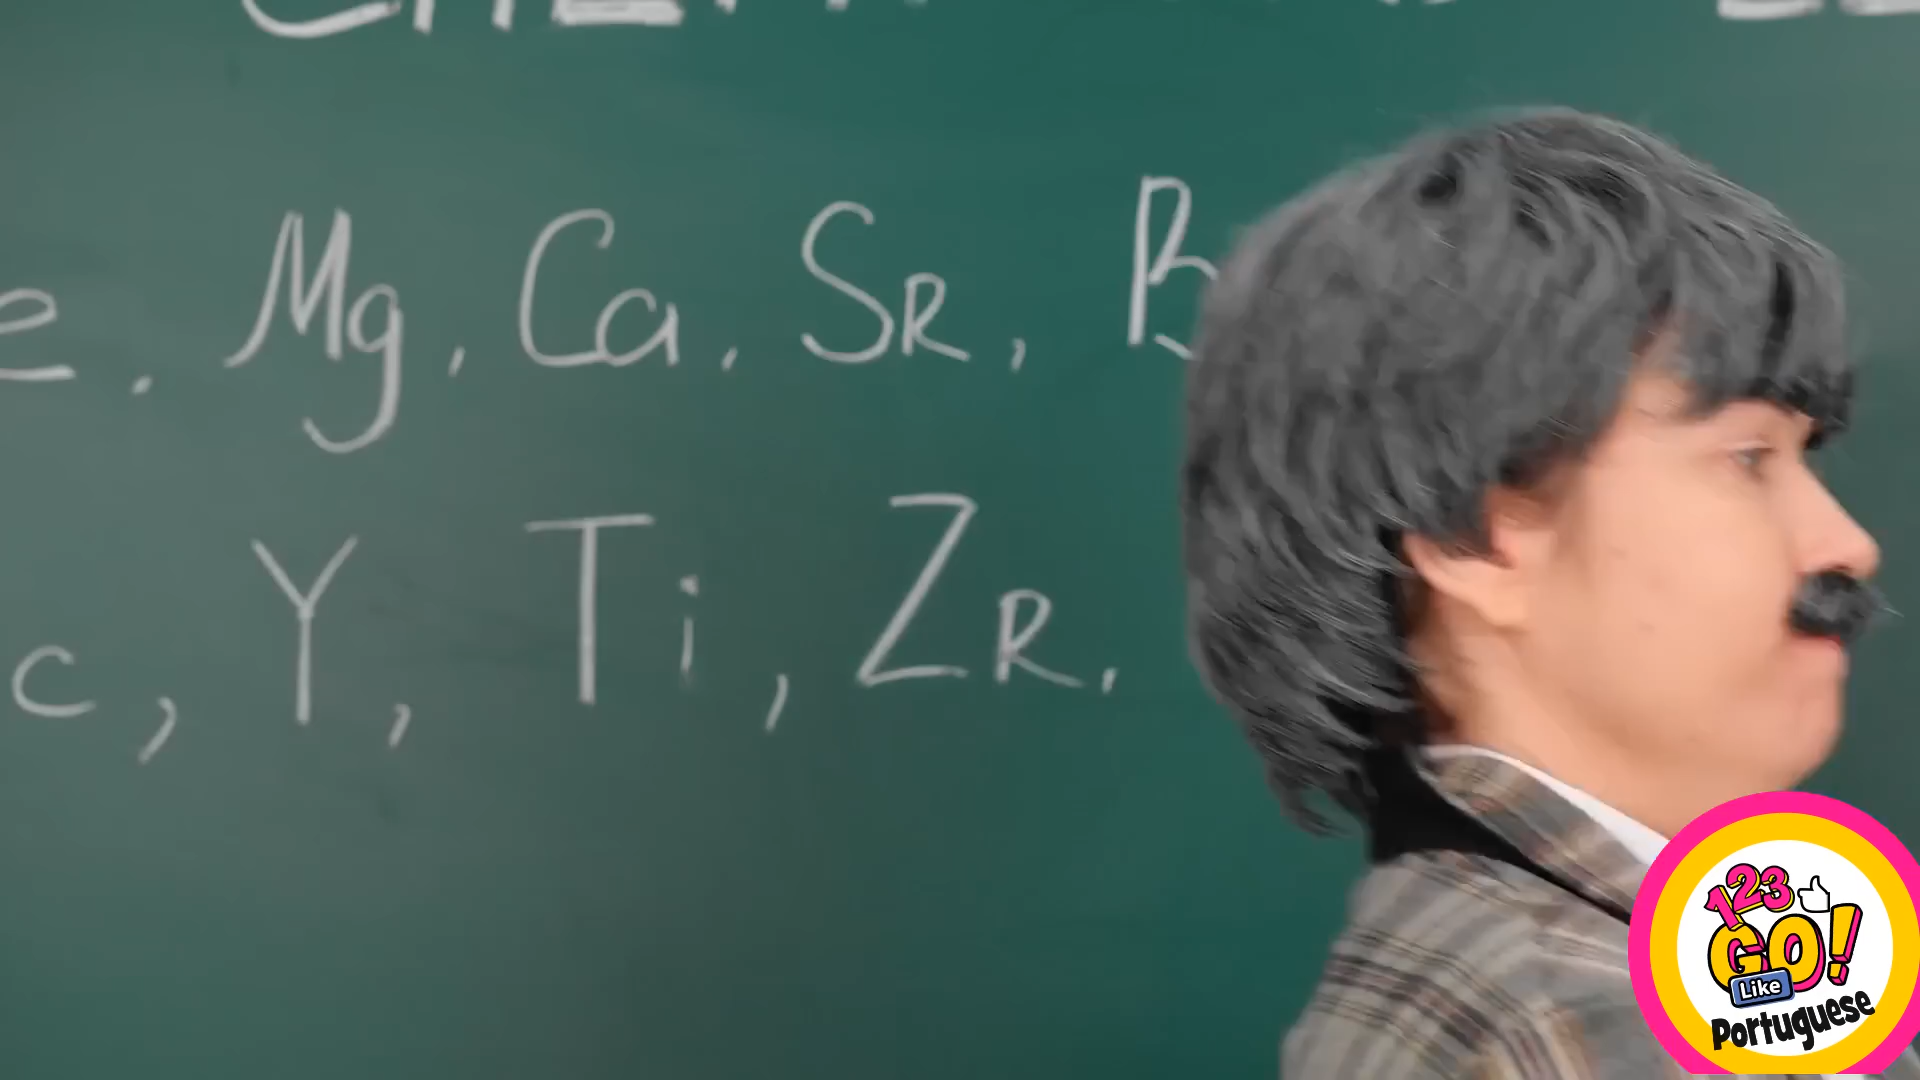 Mg, Ca, SR,
Y, Ti, ZR.
123
GO!
Like
Portuguese